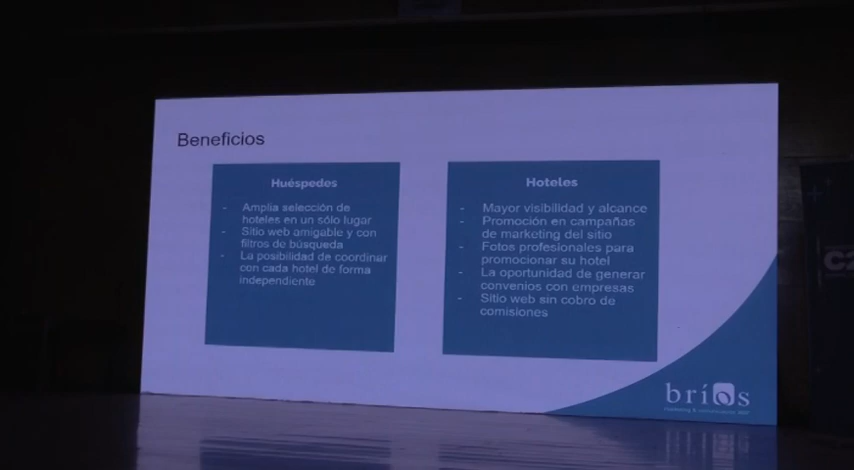 Beneficios
Huéspedes
- Amplia selección de
hoteles en un sólo lugar
- Sitio web amigable y con
filtros de búsqueda
- La posibilidad de coordinar
con cada hotel de forma
independiente
Hoteles
- Mayor visibilidad y alcance
- Promoción en campañas
de marketing del sitio
- Fotos profesionales para
promocionar su hotel
- La oportunidad de generar
convenios con empresas
- Sitio web sin cobro de
comisiones
bríos